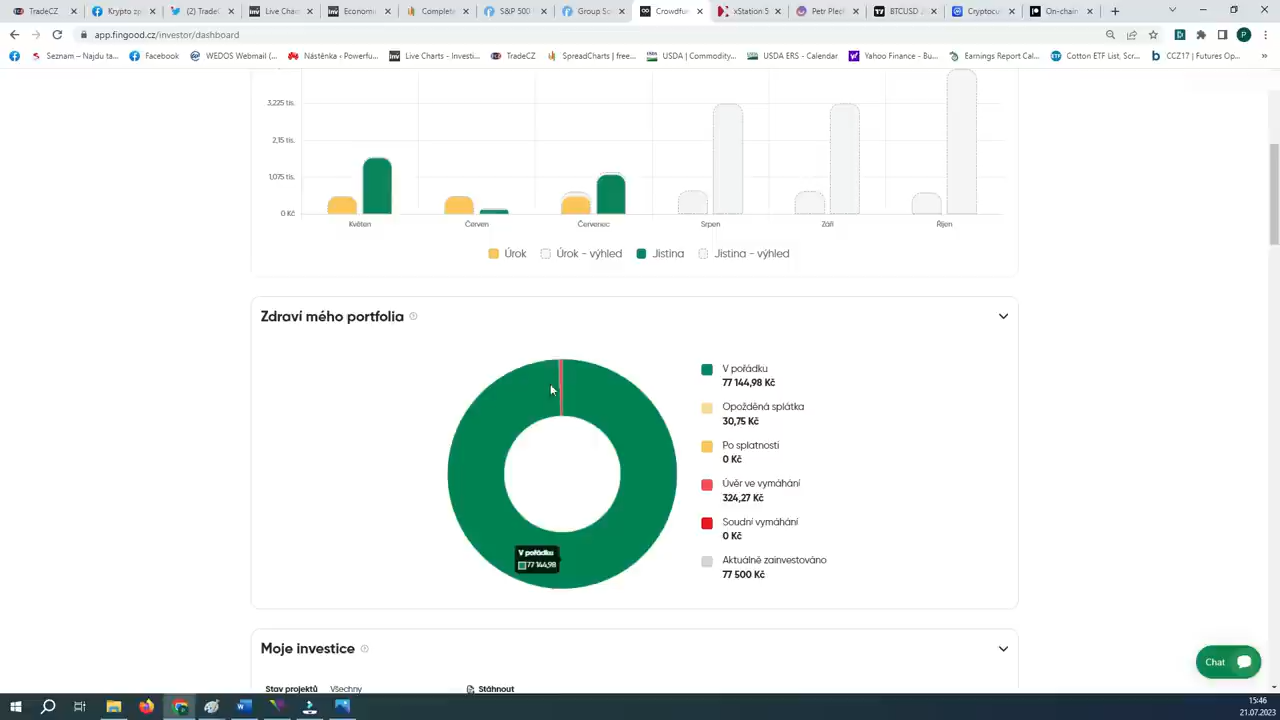 TradeCZ
Krypto zp
(2) TradeC
Live Chai
Econom
Complete
S&P 500
Group Sc
Crowdfur
xStation 5
Petr Plech
BTCUSD
Cryptocu
On-chain
app.fingood.cz/investor/dashboard
Seznam – Najdu ta...
Facebook
WEDOS Webmail (...
Nástěnka ‹ Powerfu...
Live Charts - Investi...
TradeCZ
SpreadCharts | free...
USDA | Commodity...
USDA ERS - Calendar
Yahoo Finance - Bu...
Earnings Report Cal...
Cotton ETF List, Scr...
CCZ17 | Futures Op...
»
3,225 tis.
2,15 tis.
1,075 tis.
0 Kč
Květen
Červen
Červenec
Srpen
Září
Říjen
Úrok
Úrok - výhled
Jistina
Jistina - výhled
Zdraví mého portfolia
V pořádku
77 144,98 Kč
Opožděná splátka
30,75 Kč
Po splatnosti
0 Kč
Úvěr ve vymáhání
324,27 Kč
Soudní vymáhání
0 Kč
Aktuálně zainvestováno
77 500 Kč
V pořádku
77 144,98
Moje investice
Stav projektů Všechny Stáhnout
Chat
15:46
21.07.2023